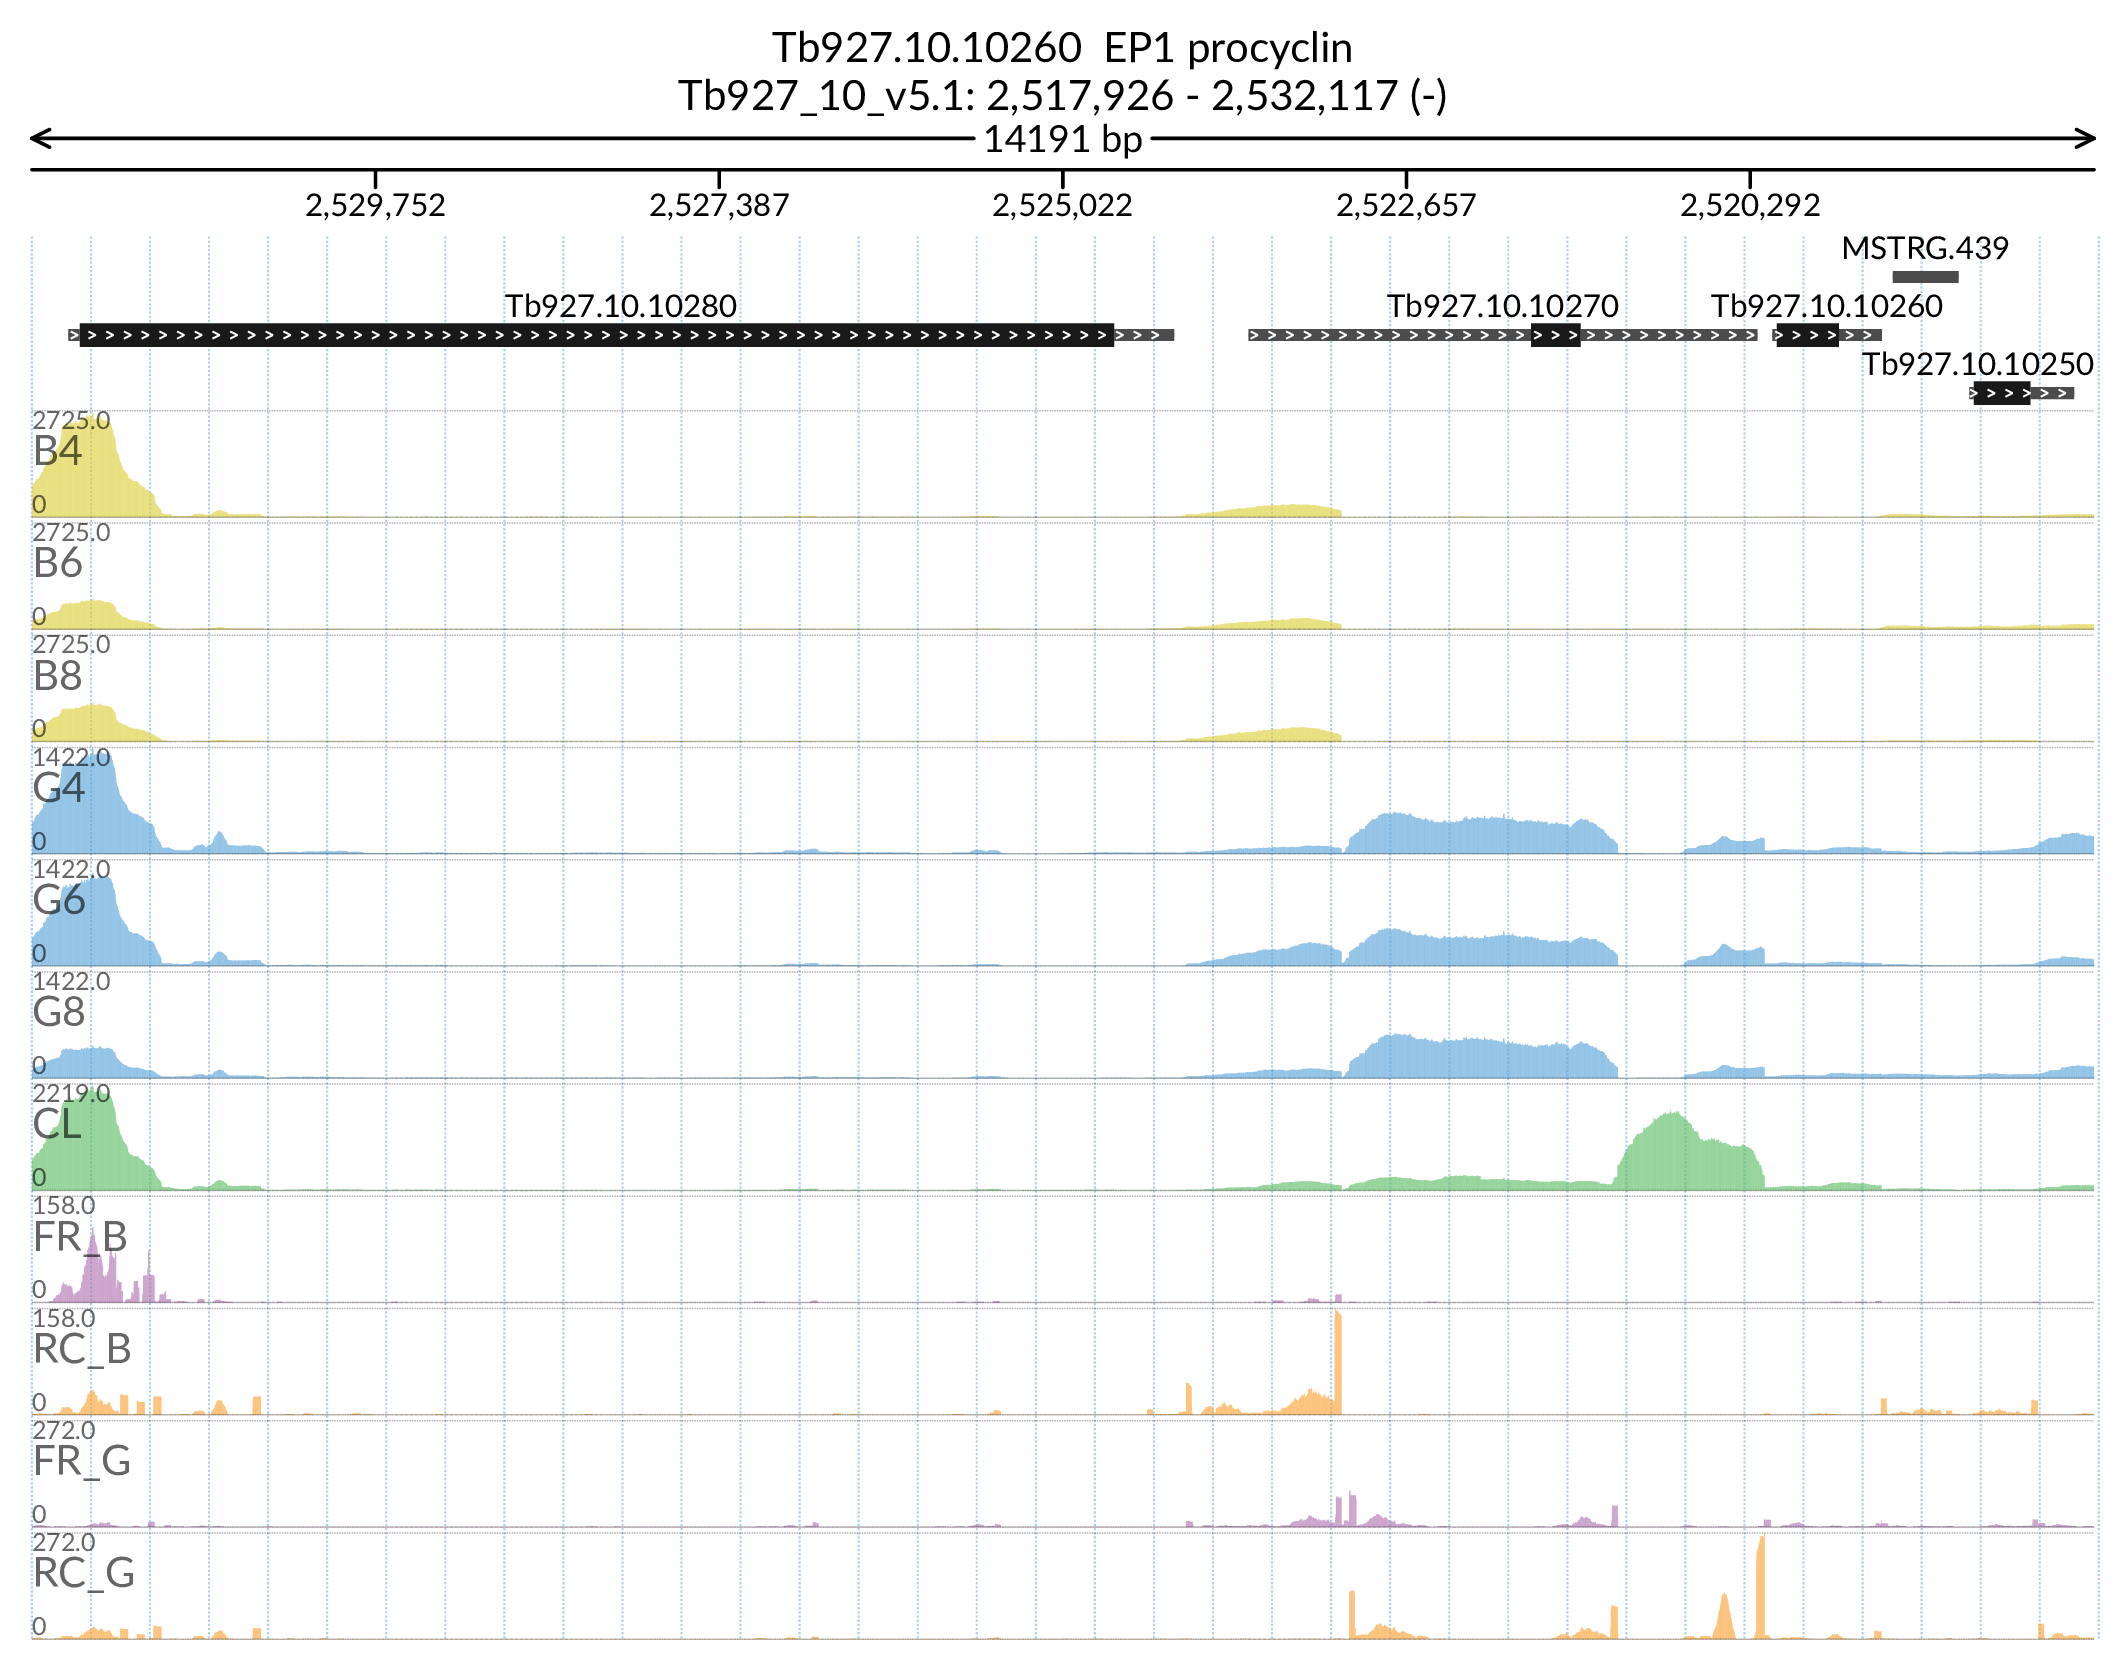 Tb927.10.10260 EP1 procyclin
Tb927_10_v5.1: 2,517,926 - 2,532,117 (-)
14191 bp
2,529,752 2,527,387 2,525,022 2,522,657 2,520,292
MSTRG.439
Tb927.10.10280 Tb927.10.10270 Tb927.10.10260
Tb927.10.10250
2725.0
B4
0
2725.0
B6
0
2725.0
B8
0
1422.0
G4
0
1422.0
G6
0
1422.0
G8
0
2219.0
CL
0
158.0
FR_B
0
158.0
RC_B
0
272.0
FR_G
0
272.0
RC_G
0